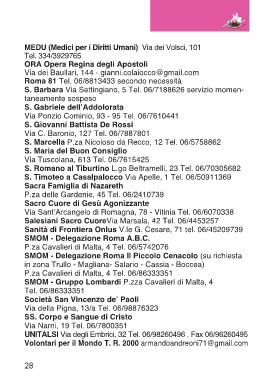 MEDU (Medici per i Diritti Umani) Via dei Volsci, 101
Tel. 334/3929765
ORA Opera Regina degli Apostoli
Via dei Baullari, 144 - gianni.colaiocco@gmail.com
Roma 81 Tel. 06/8813433 secondo necessità
S. Barbara Via Settingiano, 5 Tel. 06/7188626 servizio momen-
taneamente sospeso
S. Gabriele dell'Addolorata
Via Ponzio Cominio, 93 - 95 Tel. 06/7610441
S. Giovanni Battista De Rossi
Via C. Baronio, 127 Tel. 06/7887801
S. Marcella P.za Nicoloso da Recco, 12 Tel. 06/5758862
S. Maria del Buon Consiglio
Via Tuscolana, 613 Tel. 06/7615425
S. Romano al Tiburtino L.go Beltramelli, 23 Tel. 06/70305682
S. Timoteo a Casalpalocco Via Apelle, 1 Tel. 06/50911369
Sacra Famiglia di Nazareth
P.za delle Gardenie, 45 Tel. 06/2410739
Sacro Cuore di Gesù Agonizzante
Via Sant'Arcangelo di Romagna, 78 - Vitinia Tel. 06/6070338
Salesiani Sacro CuoreVia Marsala, 42 Tel. 06/4453257
Sanità di Frontiera Onlus V.le G. Cesare, 71 tel. 06/45209739
SMOM - Delegazione Roma A.B.C.
P.za Cavalieri di Malta, 4 Tel. 06/5742076
SMOM - Delegazione Roma II Piccolo Cenacolo (su richiesta
in zona Trullo - Magliana- Salario - Cassia - Boccea)
P.za Cavalieri di Malta, 4 Tel. 06/86333351
SMOM - Gruppo Lombardi P.zza Cavalieri di Malta, 4
Tel. 06/86333351
Società San Vincenzo de' Paoli
Via della Pigna, 13/a Tel. 06/98876323
SS. Corpo e Sangue di Cristo
Via Narni, 19 Tel. 06/7800351
UNITALSI Via degli Embrici, 32 Tel. 06/98260496 . Fax 06/96260495
Volontari per il Mondo T. R. 2000 armandoandreoni71@gmail.com
28